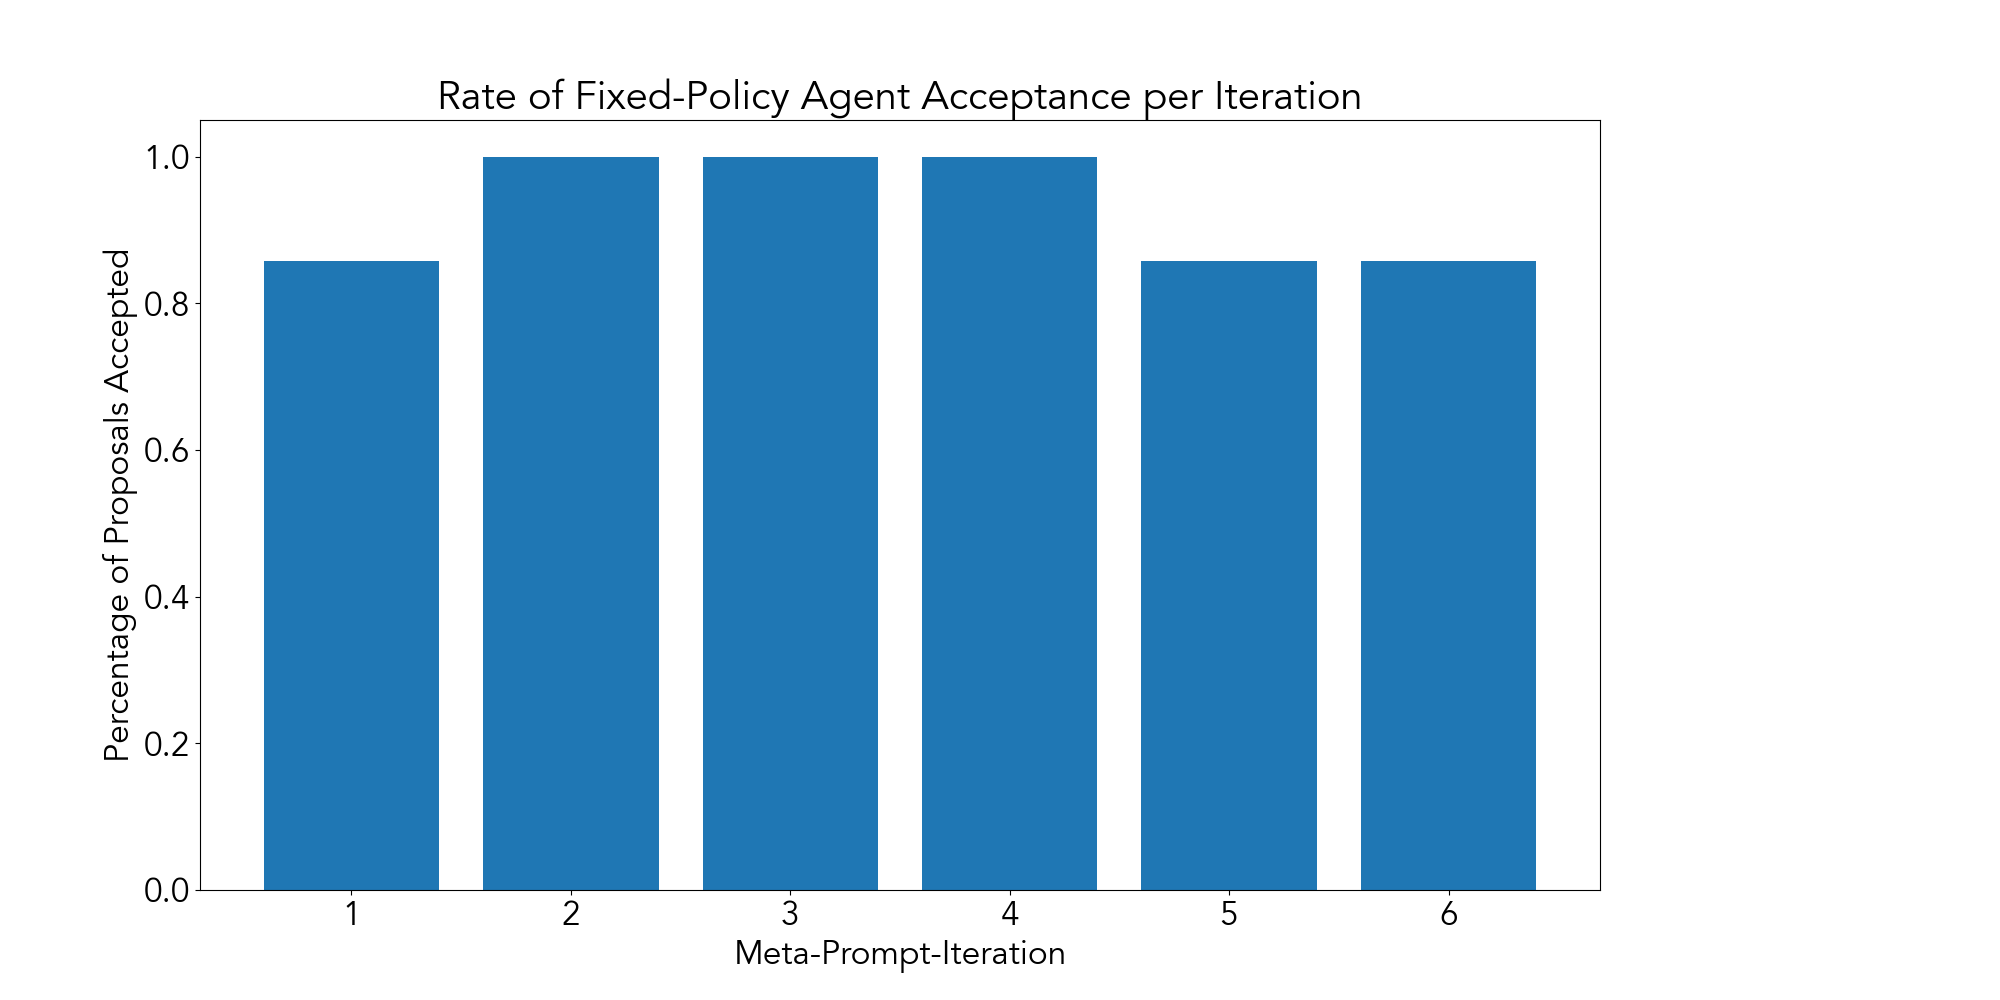 Rate of Fixed-Policy Agent Acceptance per Iteration
Percentage of Proposals Accepted
1.0
0.8
0.6
0.4
0.2
0.0
1 2 3 4 5 6
Meta-Prompt-Iteration